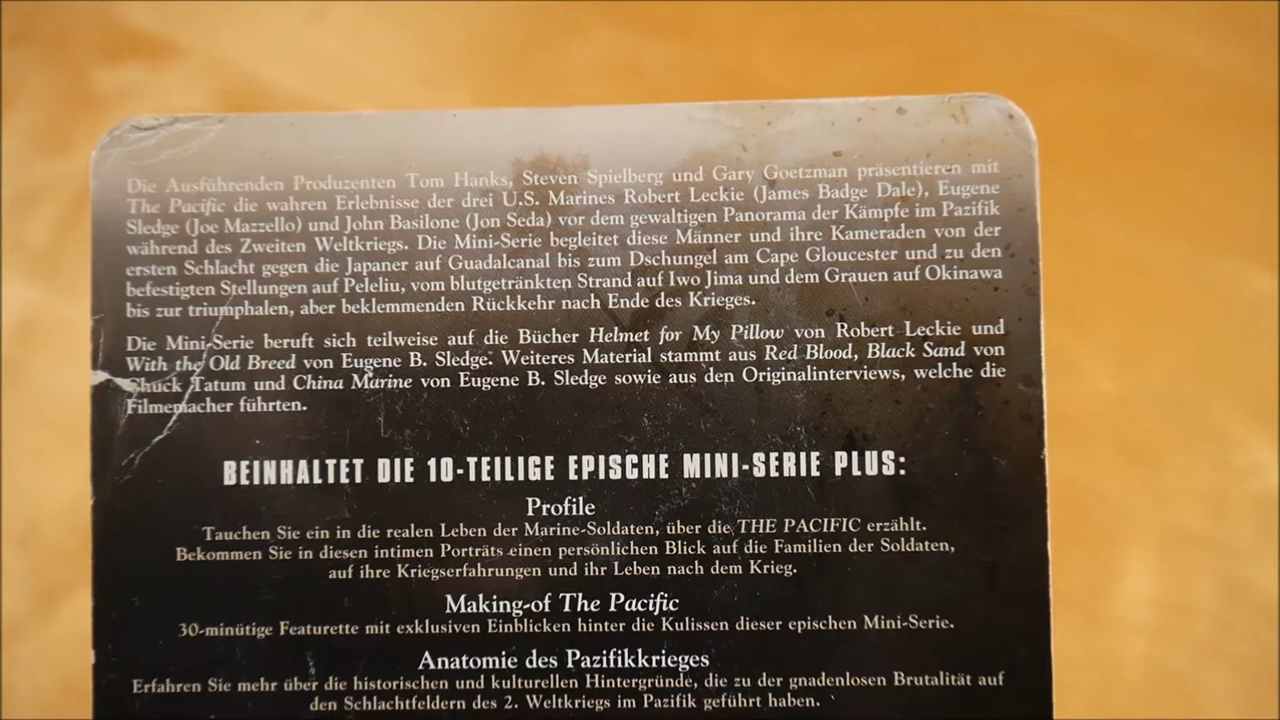 Die Ausführenden Produzenten Tom Hanks, Steven Spielberg und Gary Goetzman präsentieren mit
The Pacific die wahren Erlebnisse der drei U.S. Marines Robert Leckie (James Badge Dale), Eugene
Sledge (Joe Mazzello) und John Basilone (Jon Seda) vor dem gewaltigen Panorama der Kämpfe im Pazifik
während des Zweiten Weltkriegs. Die Mini-Serie begleitet diese Männer und ihre Kameraden von der
ersten Schlacht gegen die Japaner auf Guadalcanal bis zum Dschungel am Cape Gloucester und zu den
befestigten Stellungen auf Peleliu, vom blutgetränkten Strand auf Iwo Jima und dem Grauen auf Okinawa
bis zur triumphalen, aber beklemmenden Rückkehr nach Ende des Krieges.
Die Mini-Serie beruft sich teilweise auf die Bücher Helmet for My Pillow von Robert Leckie und
With the Old Breed von Eugene B. Sledge. Weiteres Material stammt aus Red Blood, Black Sand von
Chuck Tatum und China Marine von Eugene B. Sledge sowie aus den Originalinterviews, welche die
Filmemacher führten.
BEINHALTET DIE 10-TEILIGE EPISCHE MINI-SERIE PLUS:
Profile
Tauchen Sie ein in die realen Leben der Marine-Soldaten, über die THE PACIFIC erzählt.
Bekommen Sie in diesen intimen Porträts einen persönlichen Blick auf die Familien der Soldaten,
auf ihre Kriegserfahrungen und ihr Leben nach dem Krieg.
Making-of The Pacific
30-minütige Featurette mit exklusiven Einblicken hinter die Kulissen dieser epischen Mini-Serie.
Anatomie des Pazifikkrieges
Erfahren Sie mehr über die historischen und kulturellen Hintergründe, die zu der gnadenlosen Brutalität auf
den Schlachtfeldern des 2. Weltkriegs im Pazifik geführt haben.